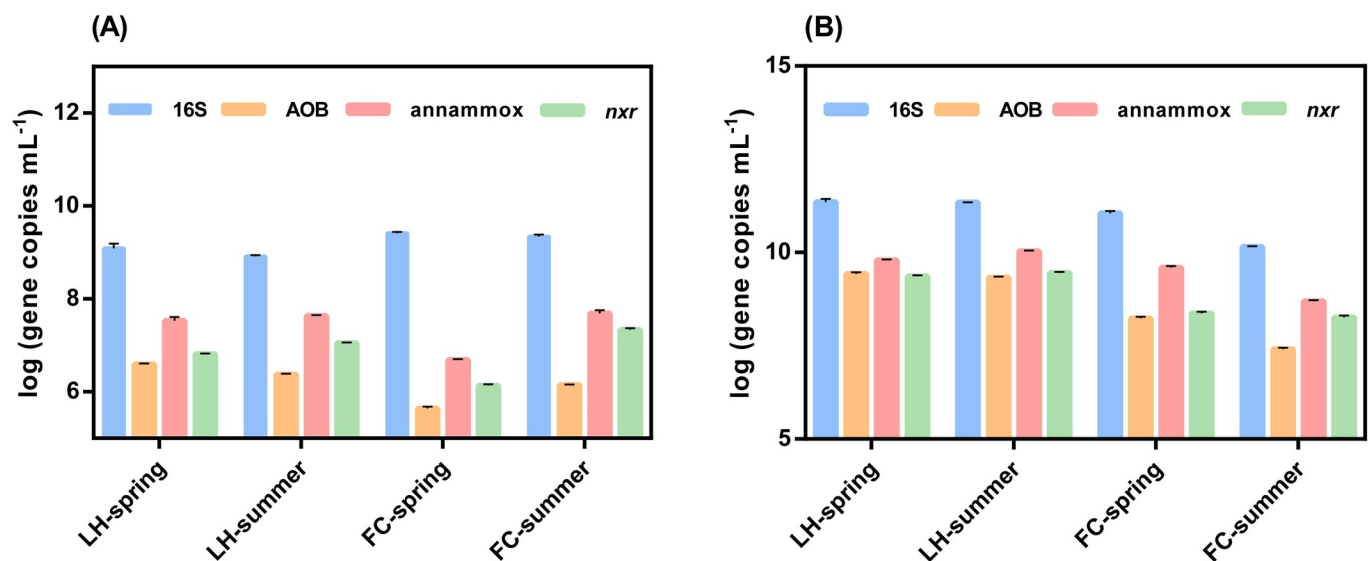 (A)
log (gene copies mL-1)
12
10
8
6
16S AOB annammox nxr
LH-spring
LH-summer
FC-spring
FC-summer
(B)
log (gene copies mL-1)
15
10
5
16S AOB annammox nxr
LH-spring
LH-summer
FC-spring
FC-summer